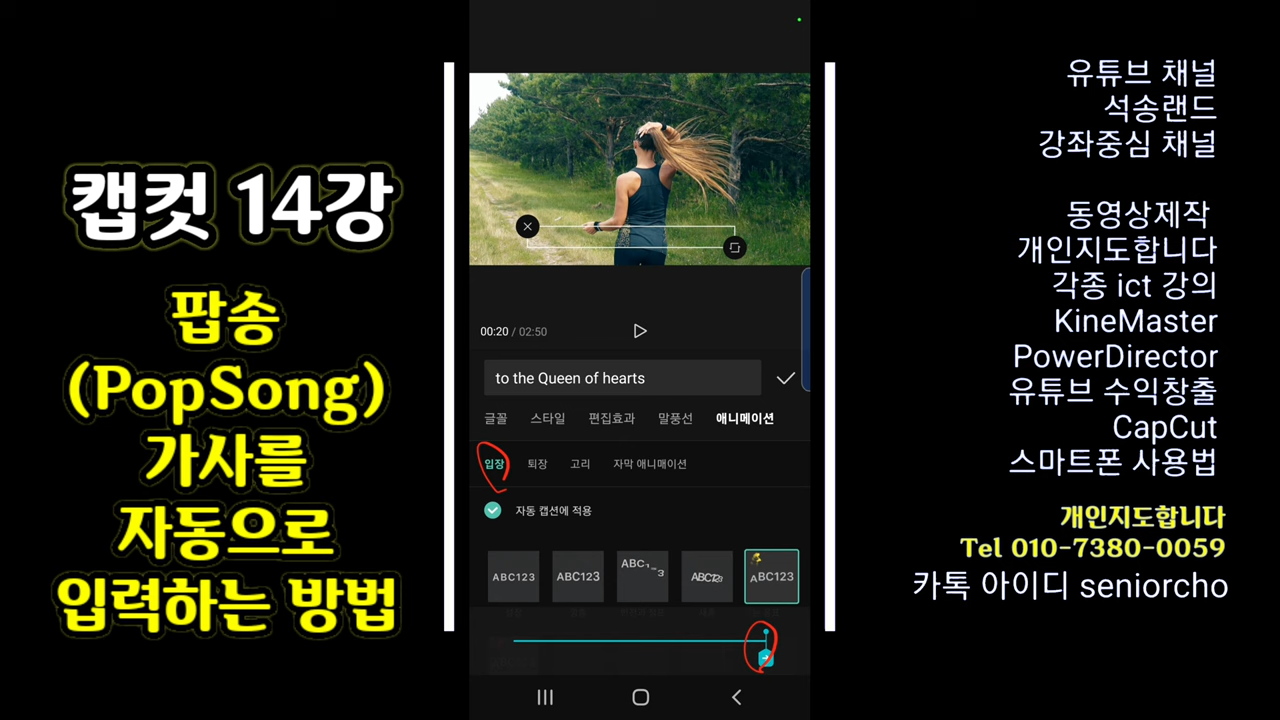 캡컷 14강
팝송
(PopSong)
가사를
자동으로
입력하는 방법
00:20 / 02:50
to the Queen of hearts
글꼴 스타일 편집효과 말풍선 애니메이션
입장 퇴장 고리 자막 애니매이션
자동 캡션에 적용
ABC123 ABC123 ABC123 ABC123 ABC123
유튜브 채널
석송랜드
강좌중심 채널
동영상제작
개인지도합니다
각종 ict 강의
KineMaster
PowerDirector
유튜브 수익창출
CapCut
스마트폰 사용법
개인지도합니다
Tel 010-7380-0059
카톡 아이디 seniorcho